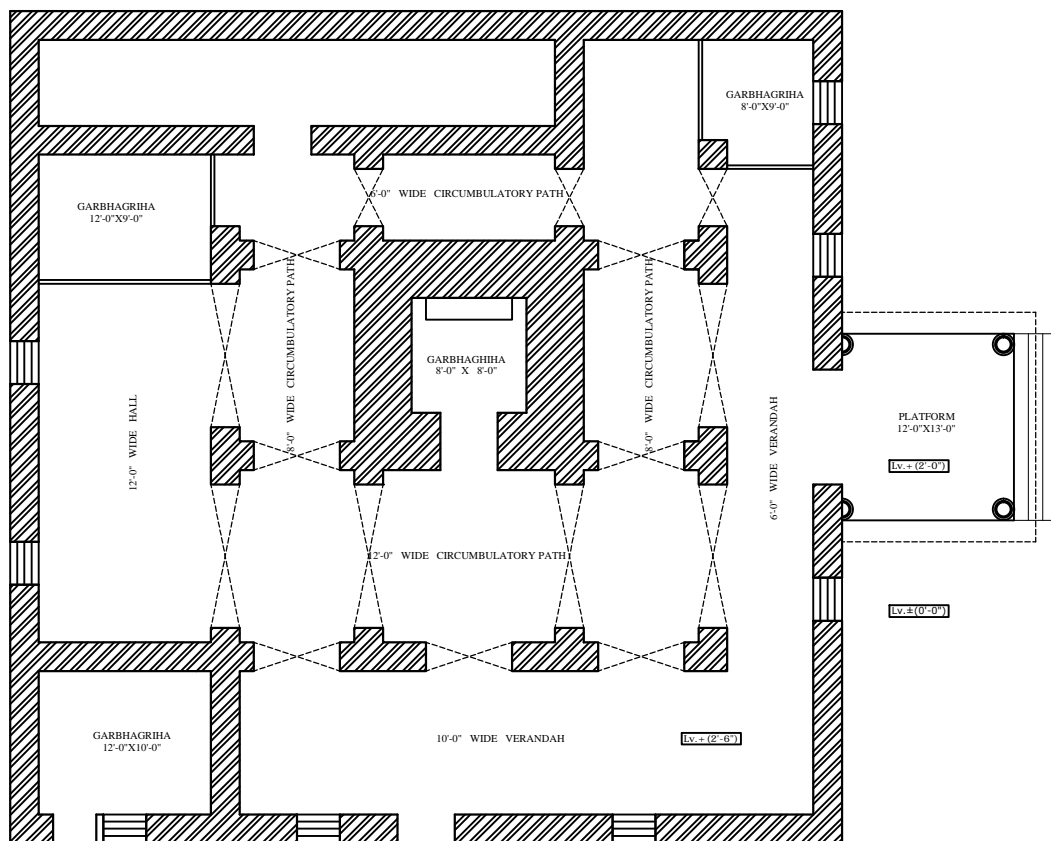 GARBHAGRIHA
8'-0"X9'-0"
6'-0" WIDE CIRCUMBULATORY PATH
GARBHAGRIHA
12'-0"X9'-0"
8'-0" WIDE CIRCUMBULATORY PATH
8'-0" WIDE CIRCUMBULATORY PATH
GARBHAGHIHA
8'-0" X 8'-0"
12'-0" WIDE HALL
6'-0" WIDE VERANDAH
PLATFORM
12'-0"X13'-0"
Lv.+(2'-0")
12'-0" WIDE CIRCUMBULATORY PATH
Lv.±(0'-0")
GARBHAGRIHA
12'-0"X10'-0"
10'-0" WIDE VERANDAH
Lv.+(2'-6")